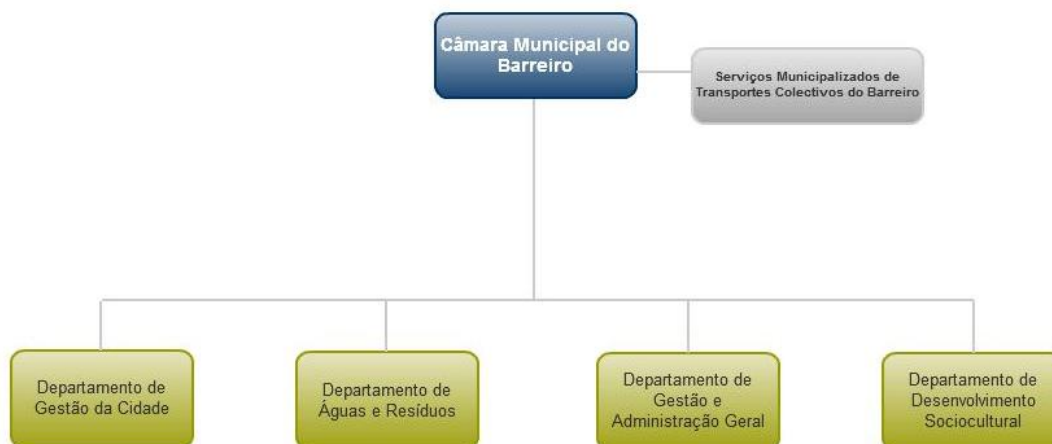 Câmara Municipal do
Barreiro
Serviços Municipalizados de
Transportes Colectivos do Barreiro
Departamento de
Gestão da Cidade
Departamento de
Águas e Resíduos
Departamento de
Gestão e
Administração Geral
Departamento de
Desenvolvimento
Sociocultural